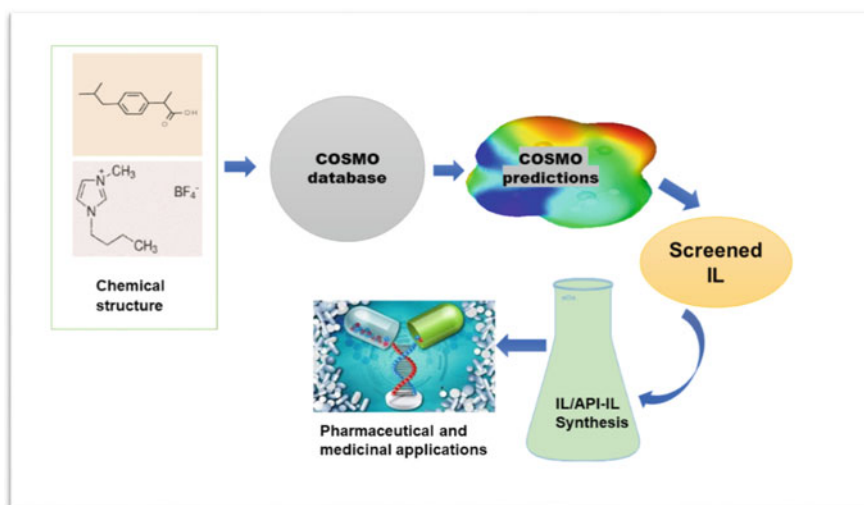 OH
O
CH₃
N⁺
N
BF₄⁻
CH₃
Chemical
structure
COSMO
database
COSMO
predictions
Screened
IL
IL/API-IL
Synthesis
Pharmaceutical and
medicinal applications